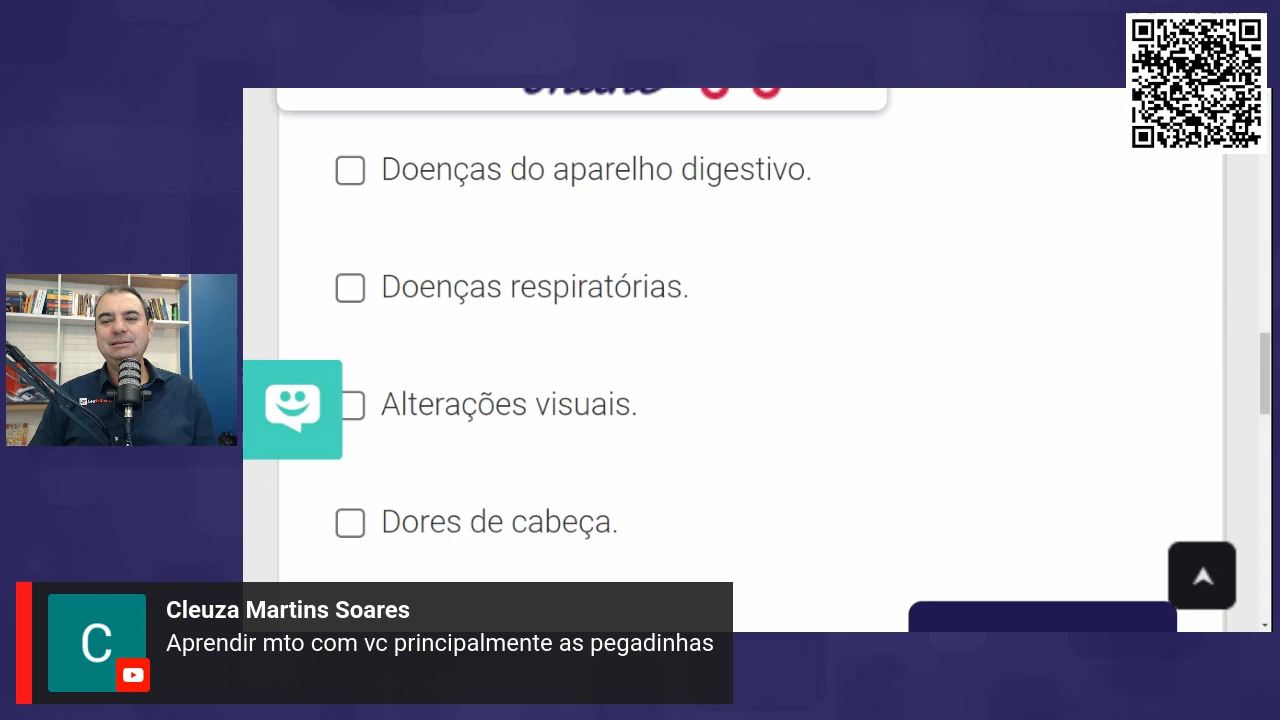 Doenças do aparelho digestivo.
Doenças respiratórias.
Alterações visuais.
Dores de cabeça.
C
Cleuza Martins Soares
Aprendir mto com vc principalmente as pegadinhas